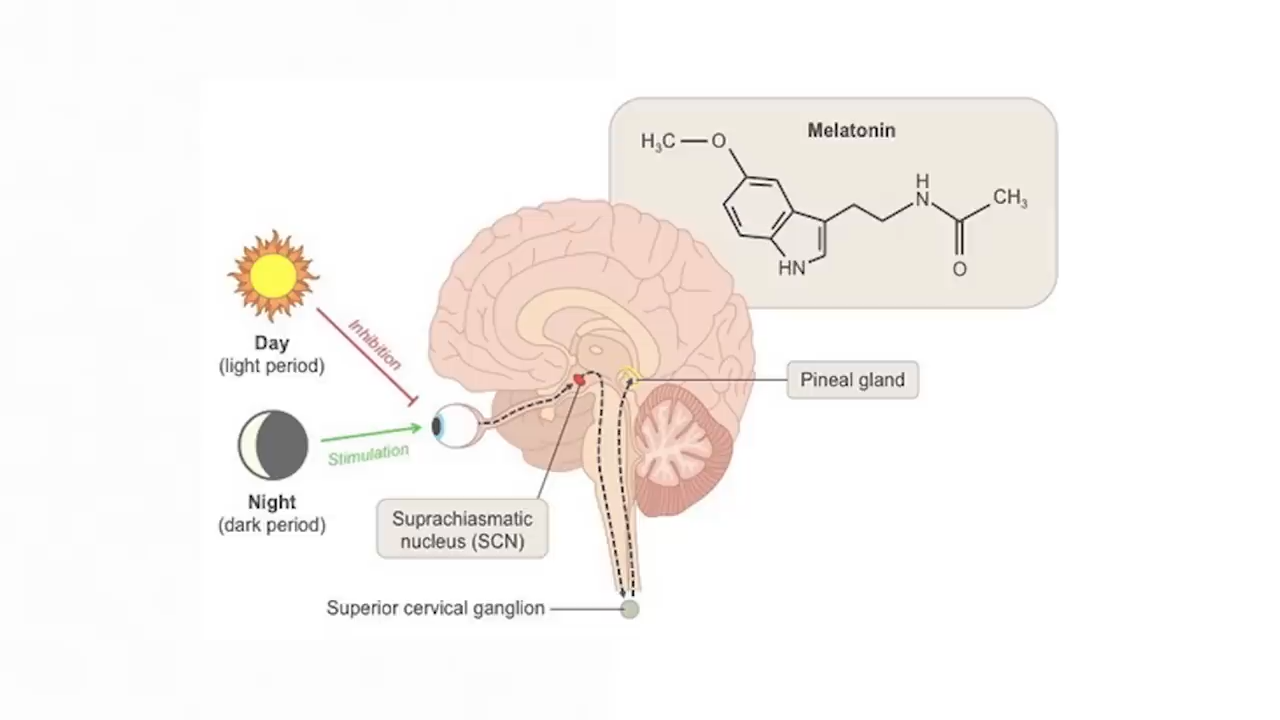 Melatonin
H₃C
O
H
N
CH₃
HN
O
Day
(light period)
Inhibition
Pineal gland
Stimulation
Night
(dark period)
Suprachiasmatic
nucleus (SCN)
Superior cervical ganglion